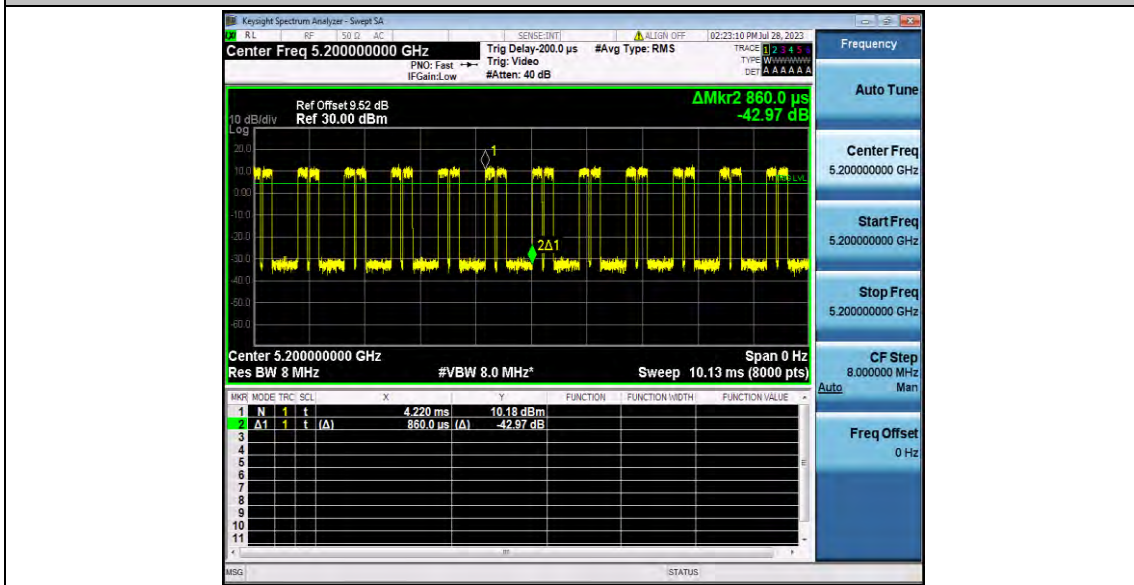 Keysight Spectrum Analyzer - Swept SA
RL RF 50 Ω AC SENSE:INT ALIGN OFF 02:23:10 PM Jul 28, 2023
Center Freq 5.200000000 GHz
PNO: Fast
IFGain:Low
Trig Delay-200.0 µs
Trig: Video
#Atten: 40 dB
#Avg Type: RMS
TRACE 1 2 3 4 5 6
TYPE WWWWWW
DET A A A A A A
Frequency
Auto Tune
Center Freq
5.200000000 GHz
Start Freq
5.200000000 GHz
Stop Freq
5.200000000 GHz
CF Step
8.000000 MHz
Auto Man
Freq Offset
0 Hz
ΔMkr2 860.0 µs
-42.97 dB
Ref Offset 9.52 dB
10 dB/div Ref 30.00 dBm
Log
20.0
10.0
0.00
-10.0
-20.0
-30.0
-40.0
-50.0
-60.0
1
2Δ1
Center 5.200000000 GHz Span 0 Hz
Res BW 8 MHz #VBW 8.0 MHz* Sweep 10.13 ms (8000 pts)
MKR MODE TRC SCL X Y FUNCTION FUNCTION WIDTH FUNCTION VALUE
1 N 1 t 4.220 ms 10.18 dBm
2 Δ1 1 t (Δ) 860.0 µs (Δ) -42.97 dB
3
4
5
6
7
8
9
10
11
MSG STATUS